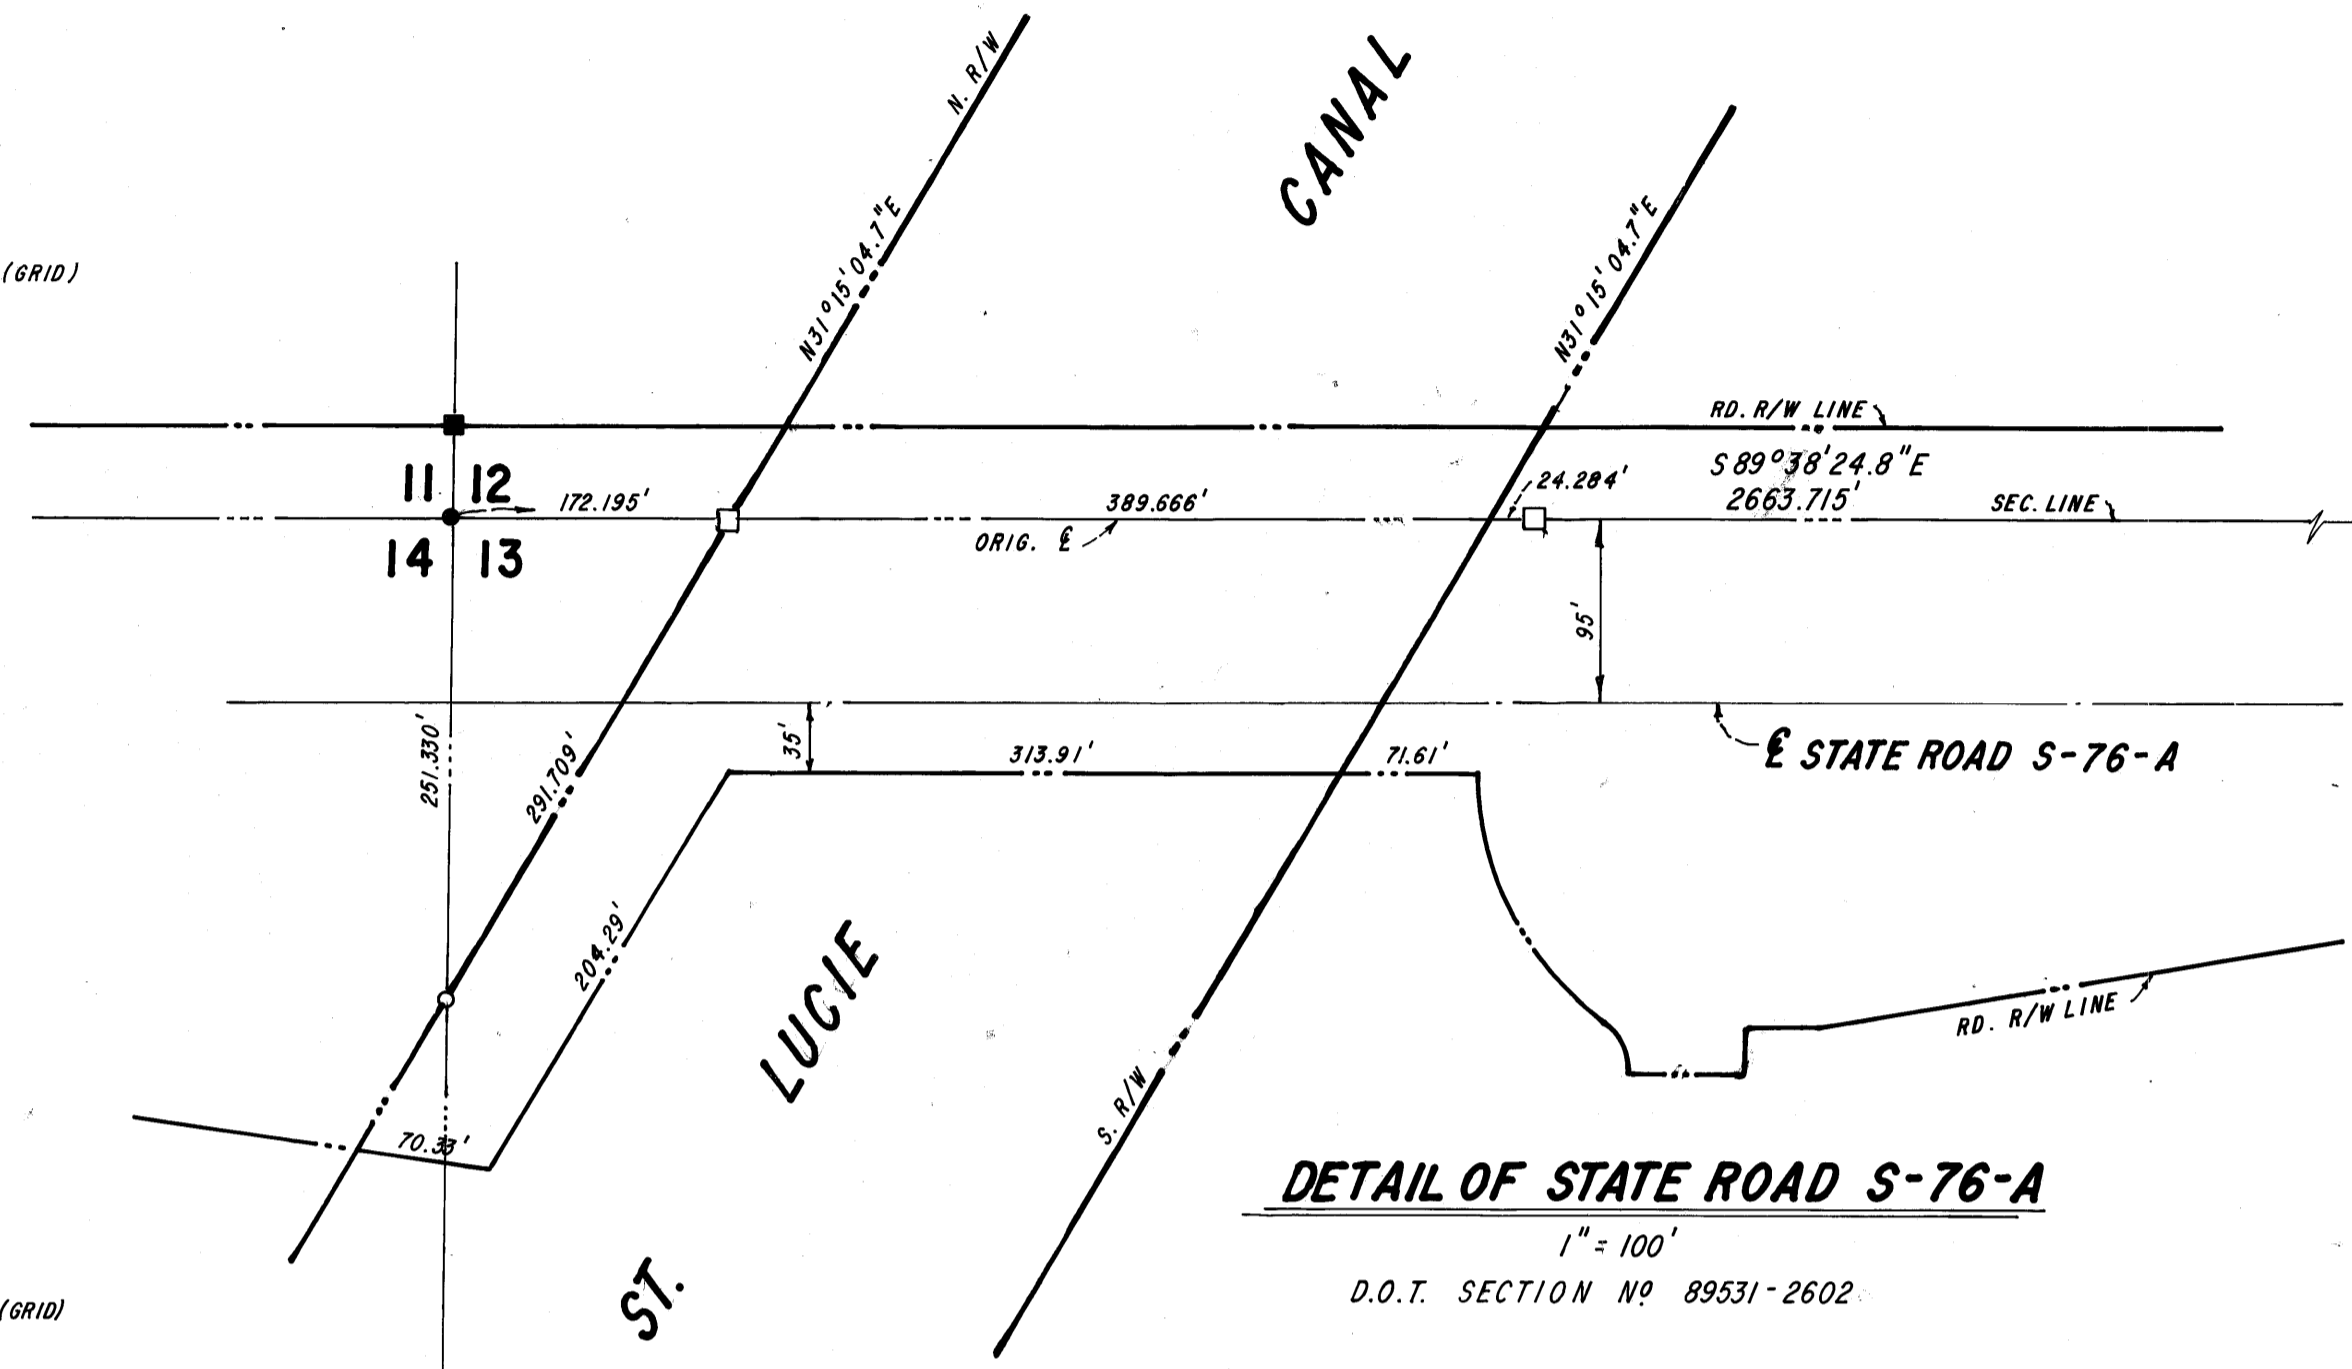 N. R/W
CANAL
N31°15'04.7"E
N31°15'04.7"E
(GRID)
RD. R/W LINE
11 12
S89°38'24.8"E
24.284'
172.195'
389.666'
2663.715'
SEC. LINE
ORIG. ℄
14 13
95'
251.330'
291.709'
35'
313.91'
71.61'
℄ STATE ROAD S-76-A
204.29'
LUCIE
RD. R/W LINE
S. R/W
70.33'
DETAIL OF STATE ROAD S-76-A
1" = 100'
ST.
D.O.T. SECTION Nº 89531-2602
(GRID)